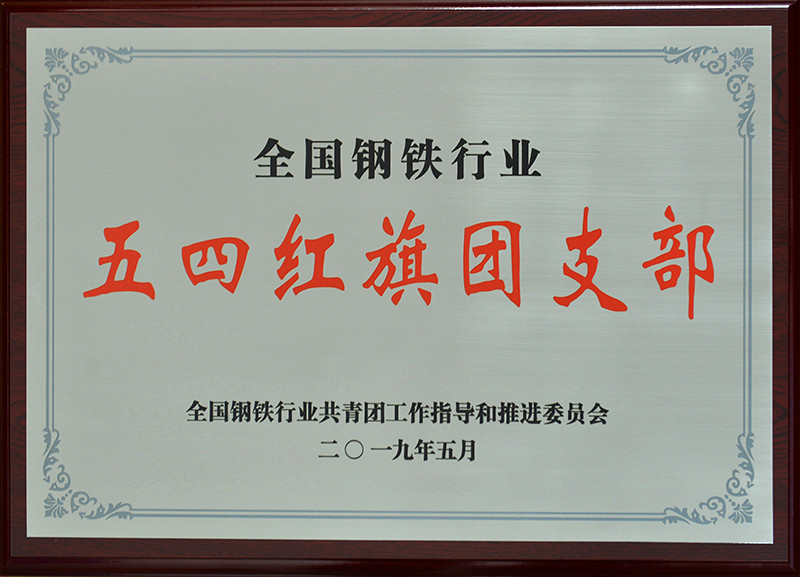 全国钢铁行业
五四红旗团支部
全国钢铁行业共青团工作指导和推进委员会
二〇一九年五月